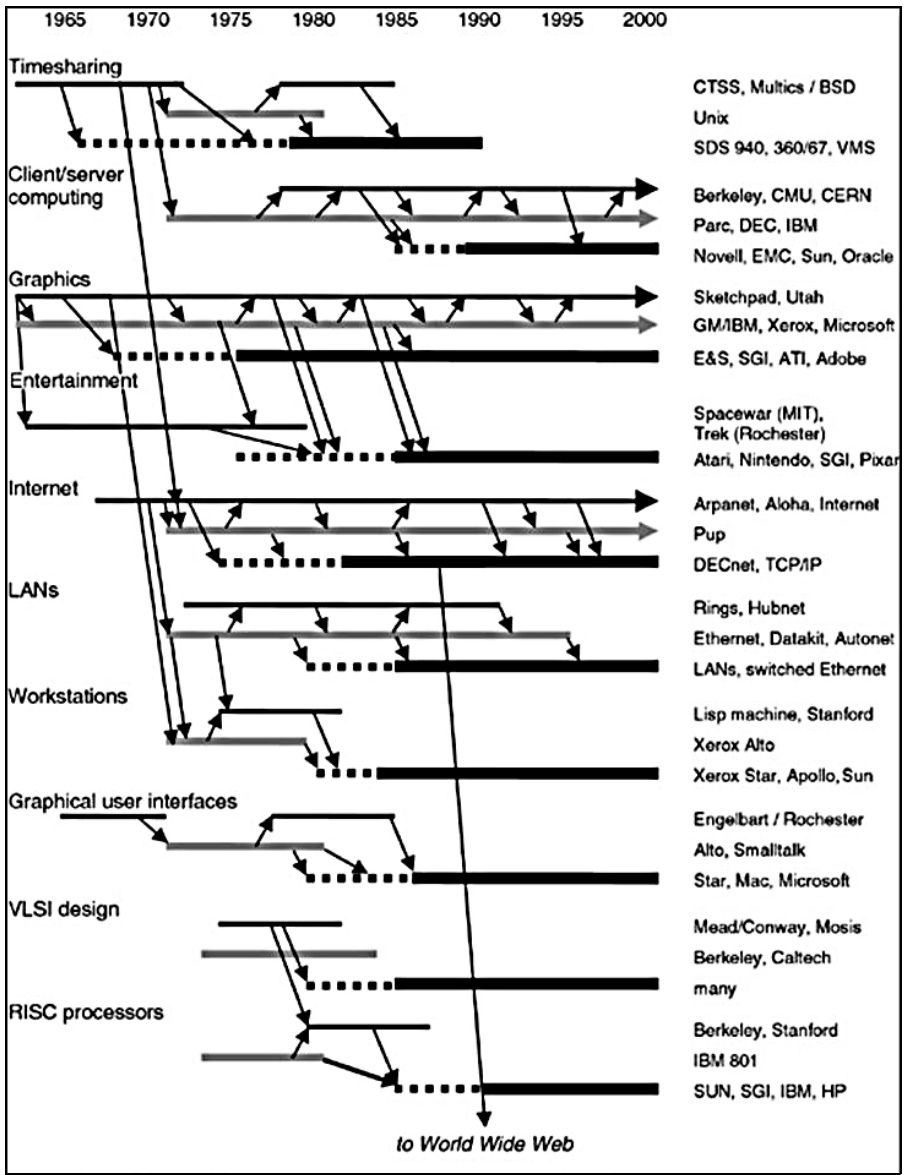 1965 1970 1975 1980 1985 1990 1995 2000
Timesharing
CTSS, Multics / BSD
Unix
SDS 940, 360/67, VMS
Client/server
computing
Berkeley, CMU, CERN
Parc, DEC, IBM
Novell, EMC, Sun, Oracle
Graphics
Sketchpad, Utah
GM/IBM, Xerox, Microsoft
E&S, SGI, ATI, Adobe
Entertainment
Spacewar (MIT),
Trek (Rochester)
Atari, Nintendo, SGI, Pixar
Internet
Arpanet, Aloha, Internet
Pup
DECnet, TCP/IP
LANs
Rings, Hubnet
Ethernet, Datakit, Autonet
LANs, switched Ethernet
Workstations
Lisp machine, Stanford
Xerox Alto
Xerox Star, Apollo, Sun
Graphical user interfaces
Engelbart / Rochester
Alto, Smalltalk
Star, Mac, Microsoft
VLSI design
Mead/Conway, Mosis
Berkeley, Caltech
many
RISC processors
Berkeley, Stanford
IBM 801
SUN, SGI, IBM, HP
to World Wide Web